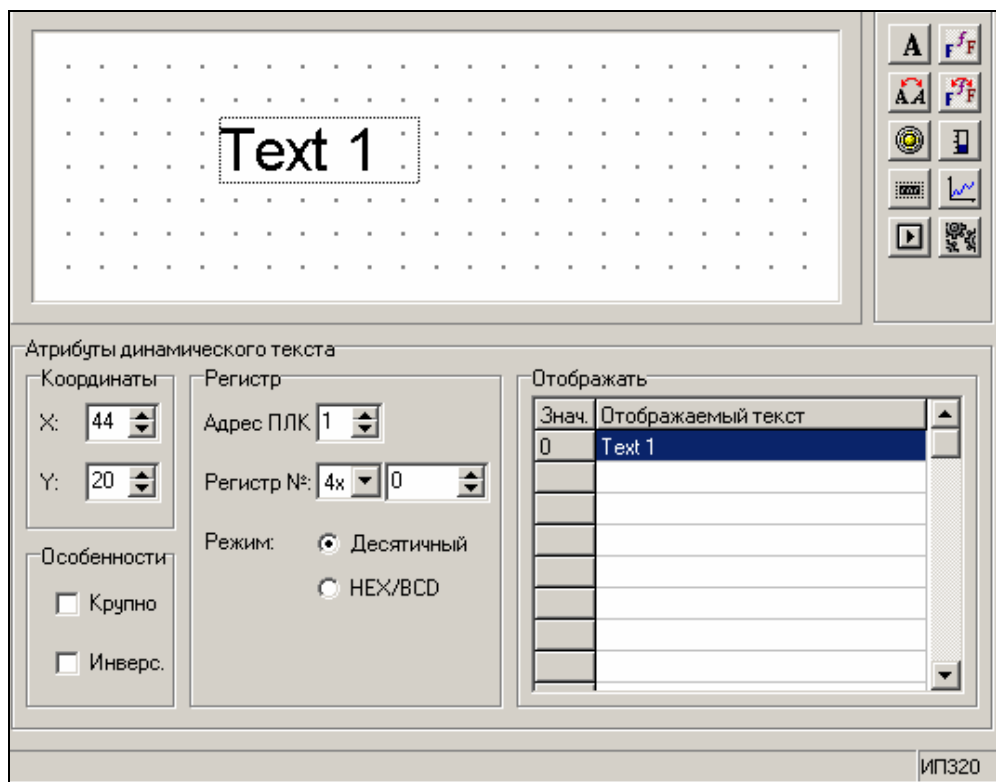 A
F f F
A A
F f F
Text 1
Атрибуты динамического текста
Координаты
X: 44
Y: 20
Особенности
Крупно
Инверс.
Регистр
Адрес ПЛК 1
Регистр №: 4x 0
Режим: Десятичный
HEX/BCD
Отображать
Знач. Отображаемый текст
0 Text 1
ИП320